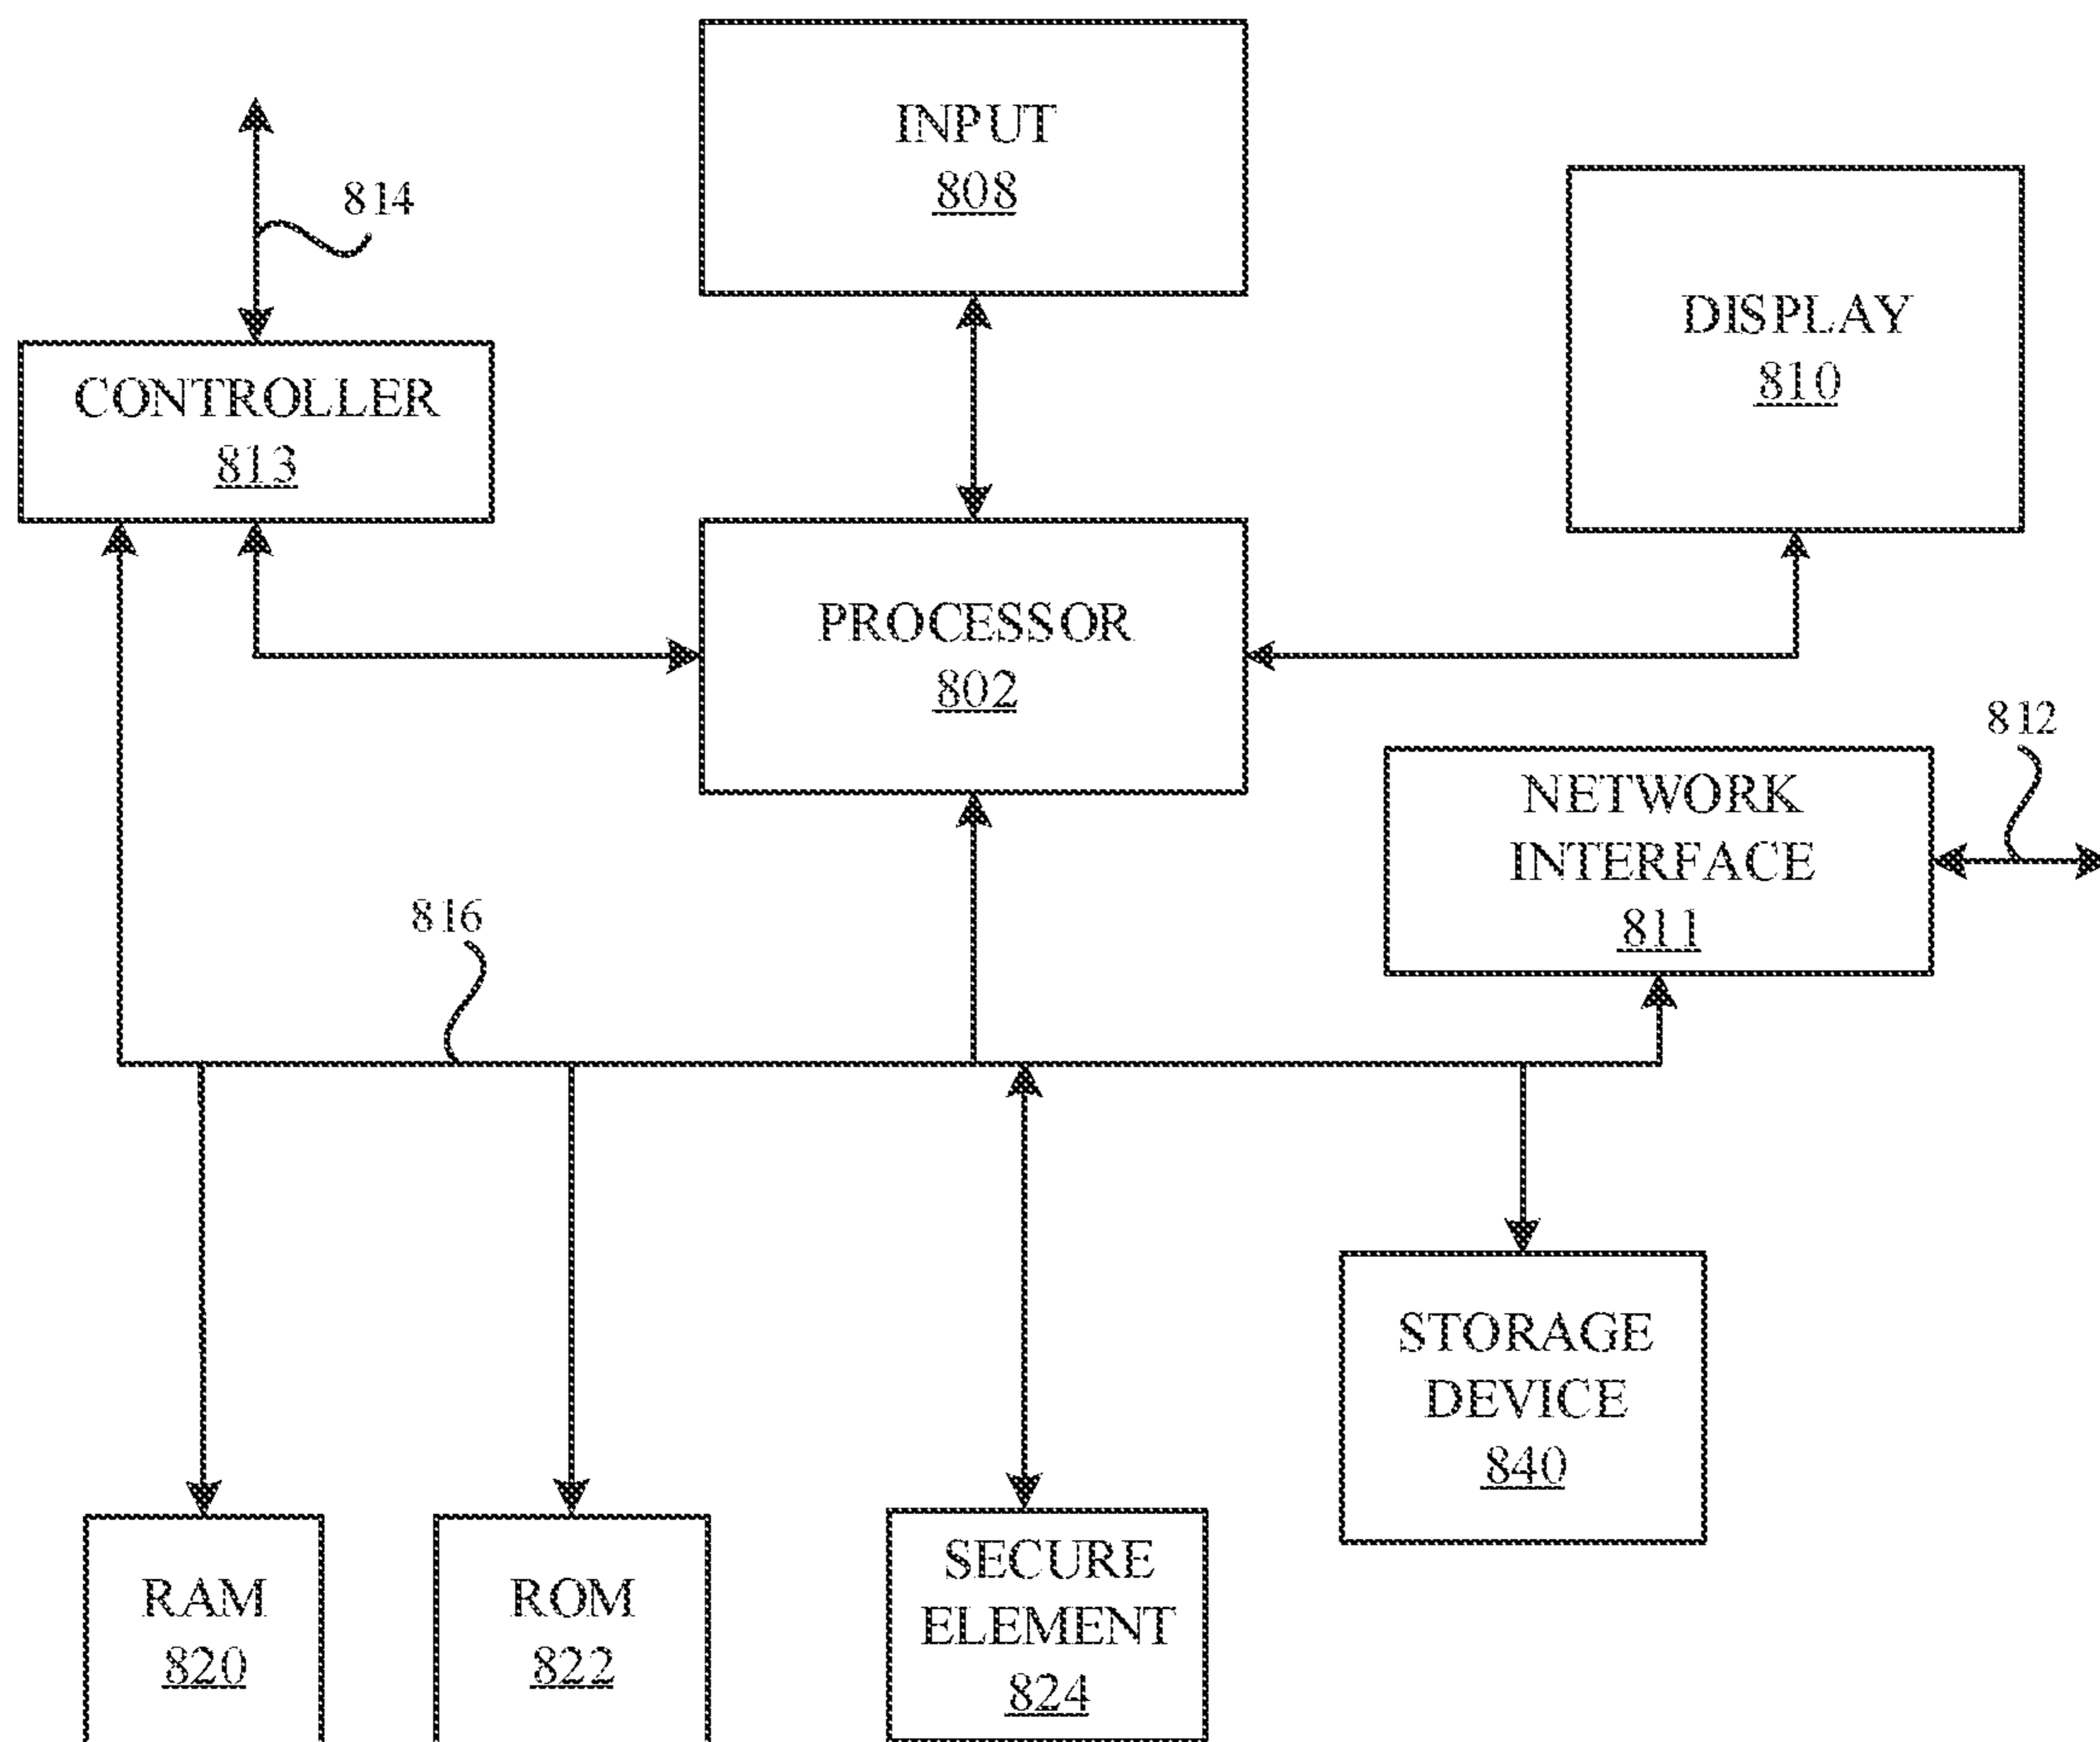 INPUT
808
814
DISPLAY
810
CONTROLLER
813
PROCESSOR
802
812
NETWORK
INTERFACE
811
816
STORAGE
DEVICE
840
RAM
820
ROM
822
SECURE
ELEMENT
824